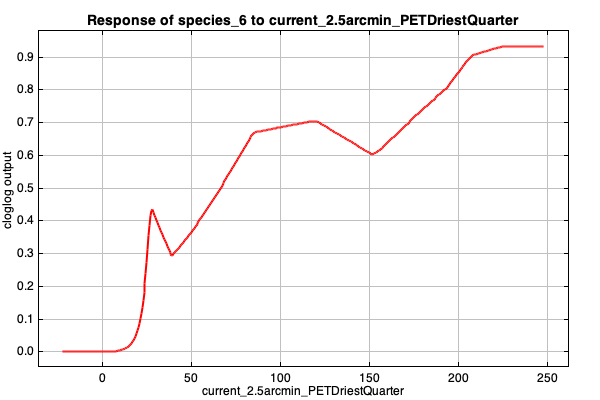 Response of species_6 to current_2.5arcmin_PETDriestQuarter
cloglog output
0.9
0.8
0.7
0.6
0.5
0.4
0.3
0.2
0.1
0.0
0 50 100 150 200 250
current_2.5arcmin_PETDriestQuarter